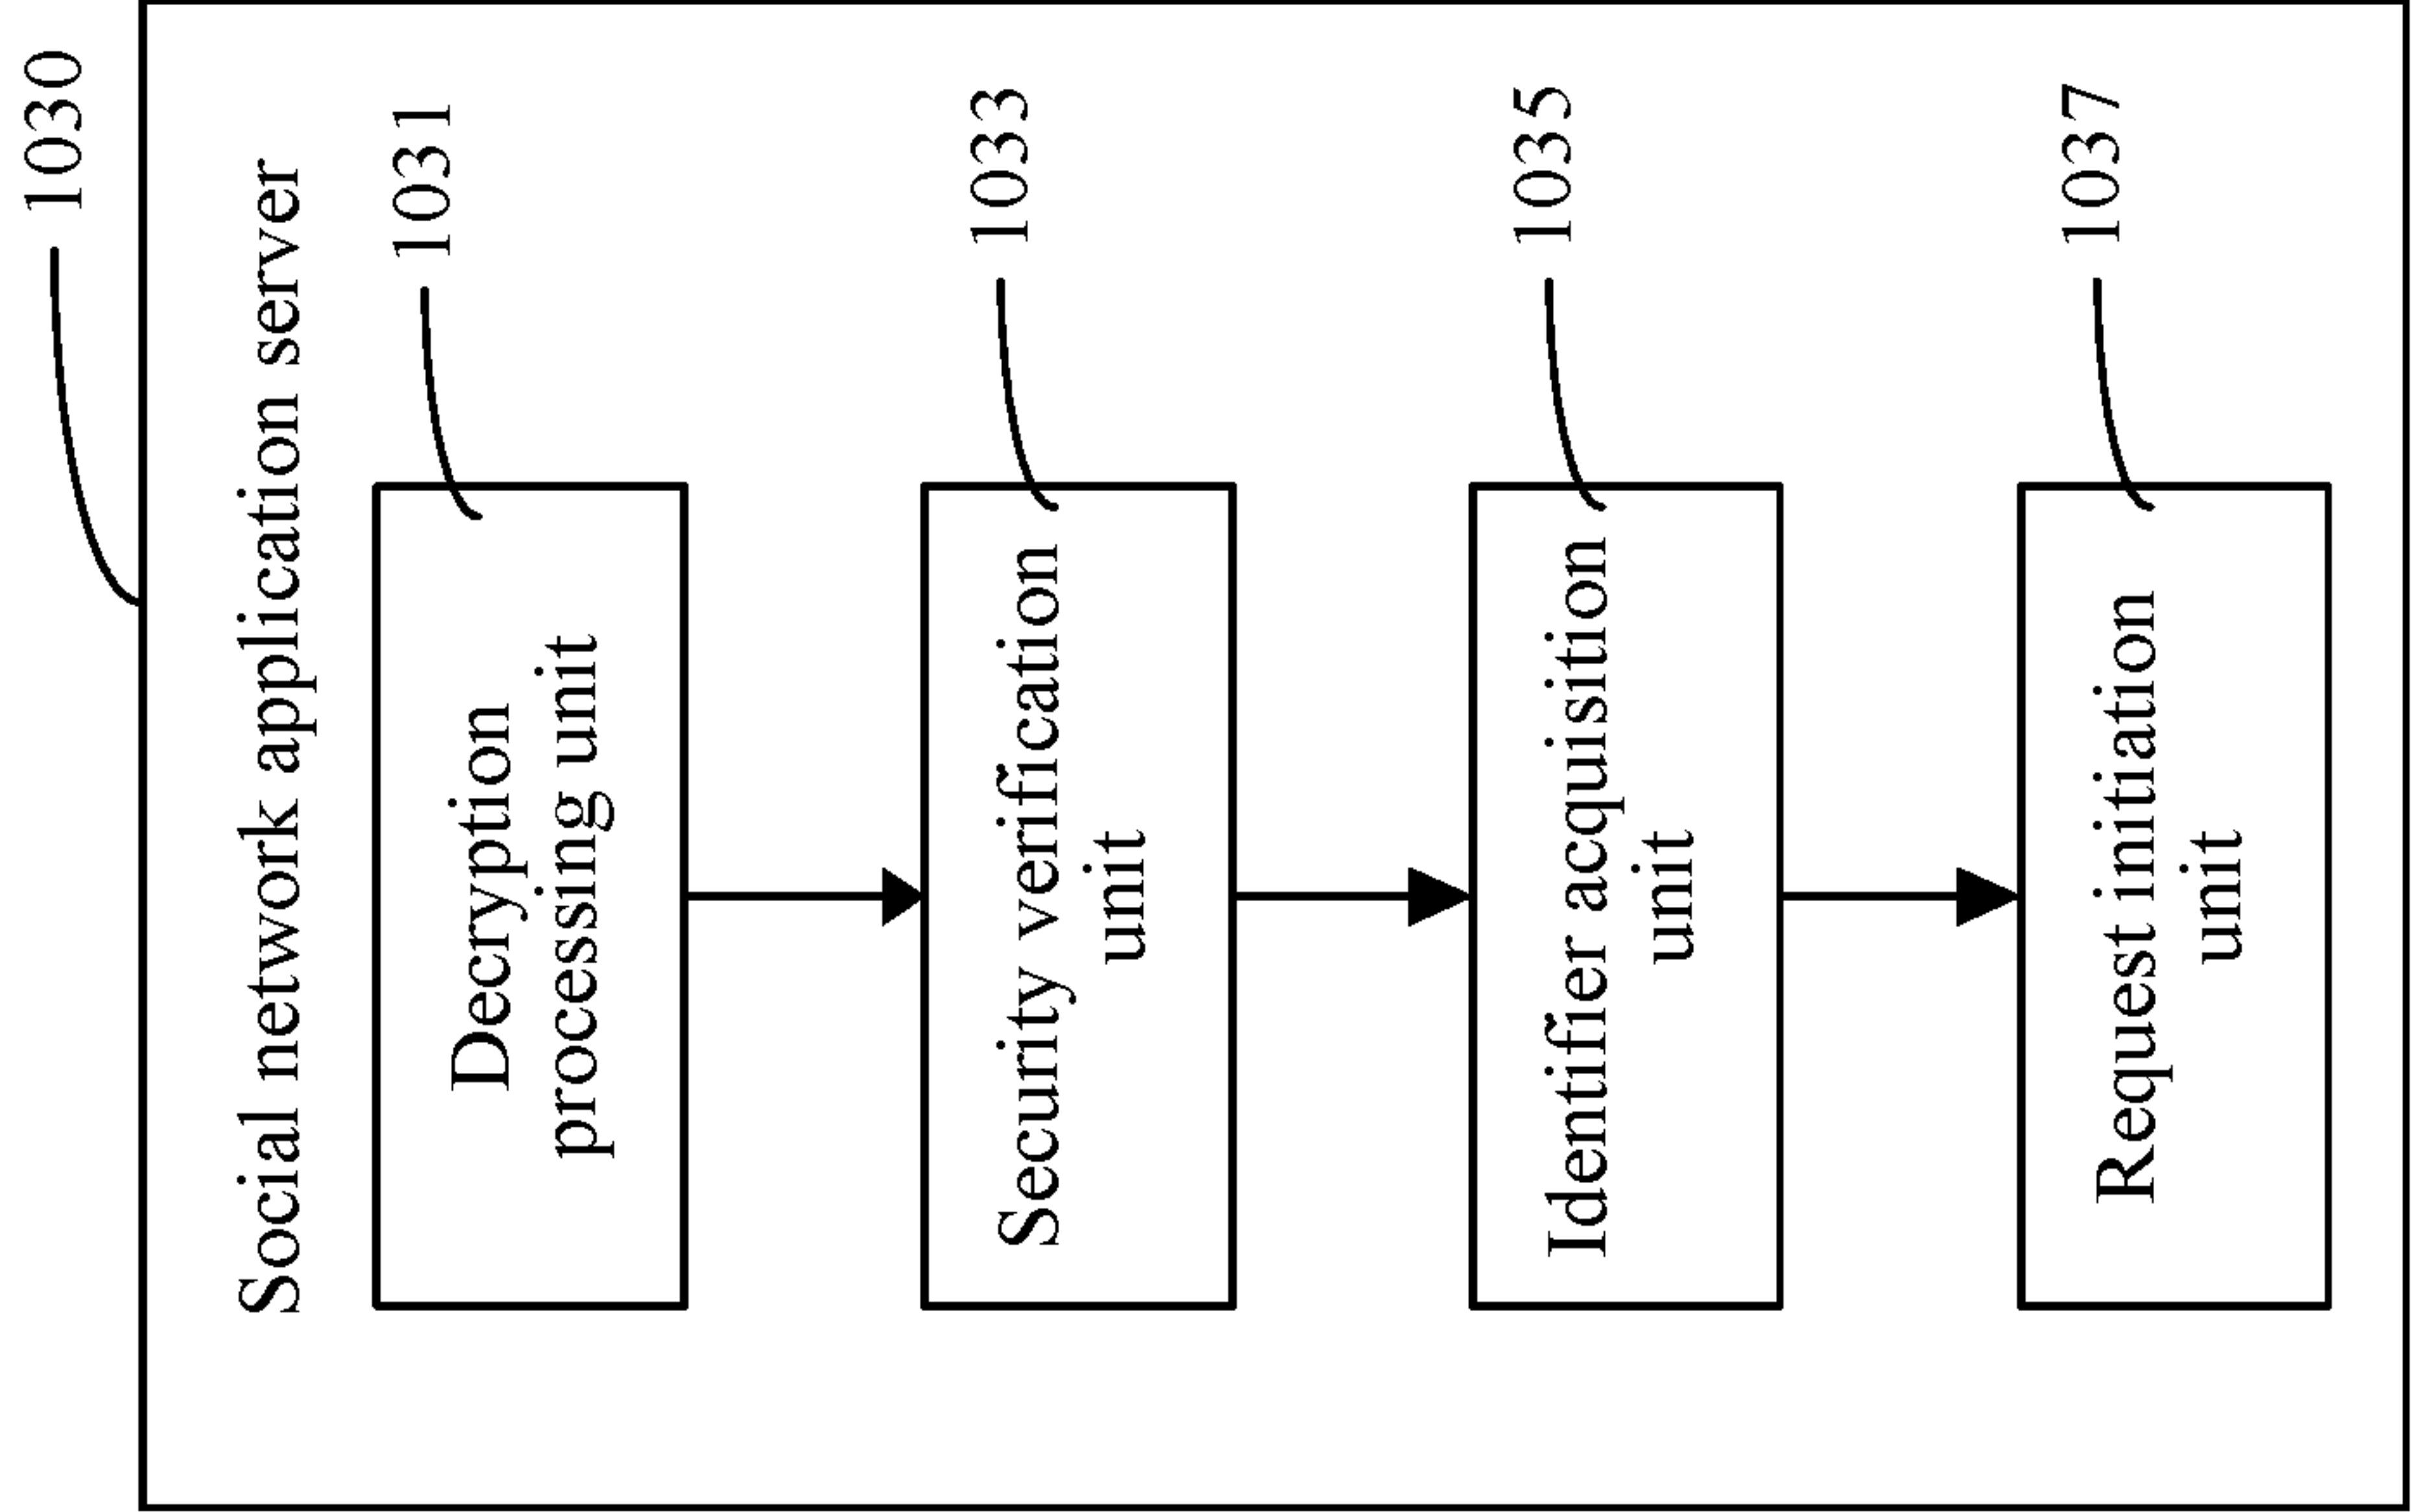 1030
Social network application server
1031
Decryption
processing unit
1033
Security verification
unit
1035
Identifier acquisition
unit
1037
Request initiation
unit